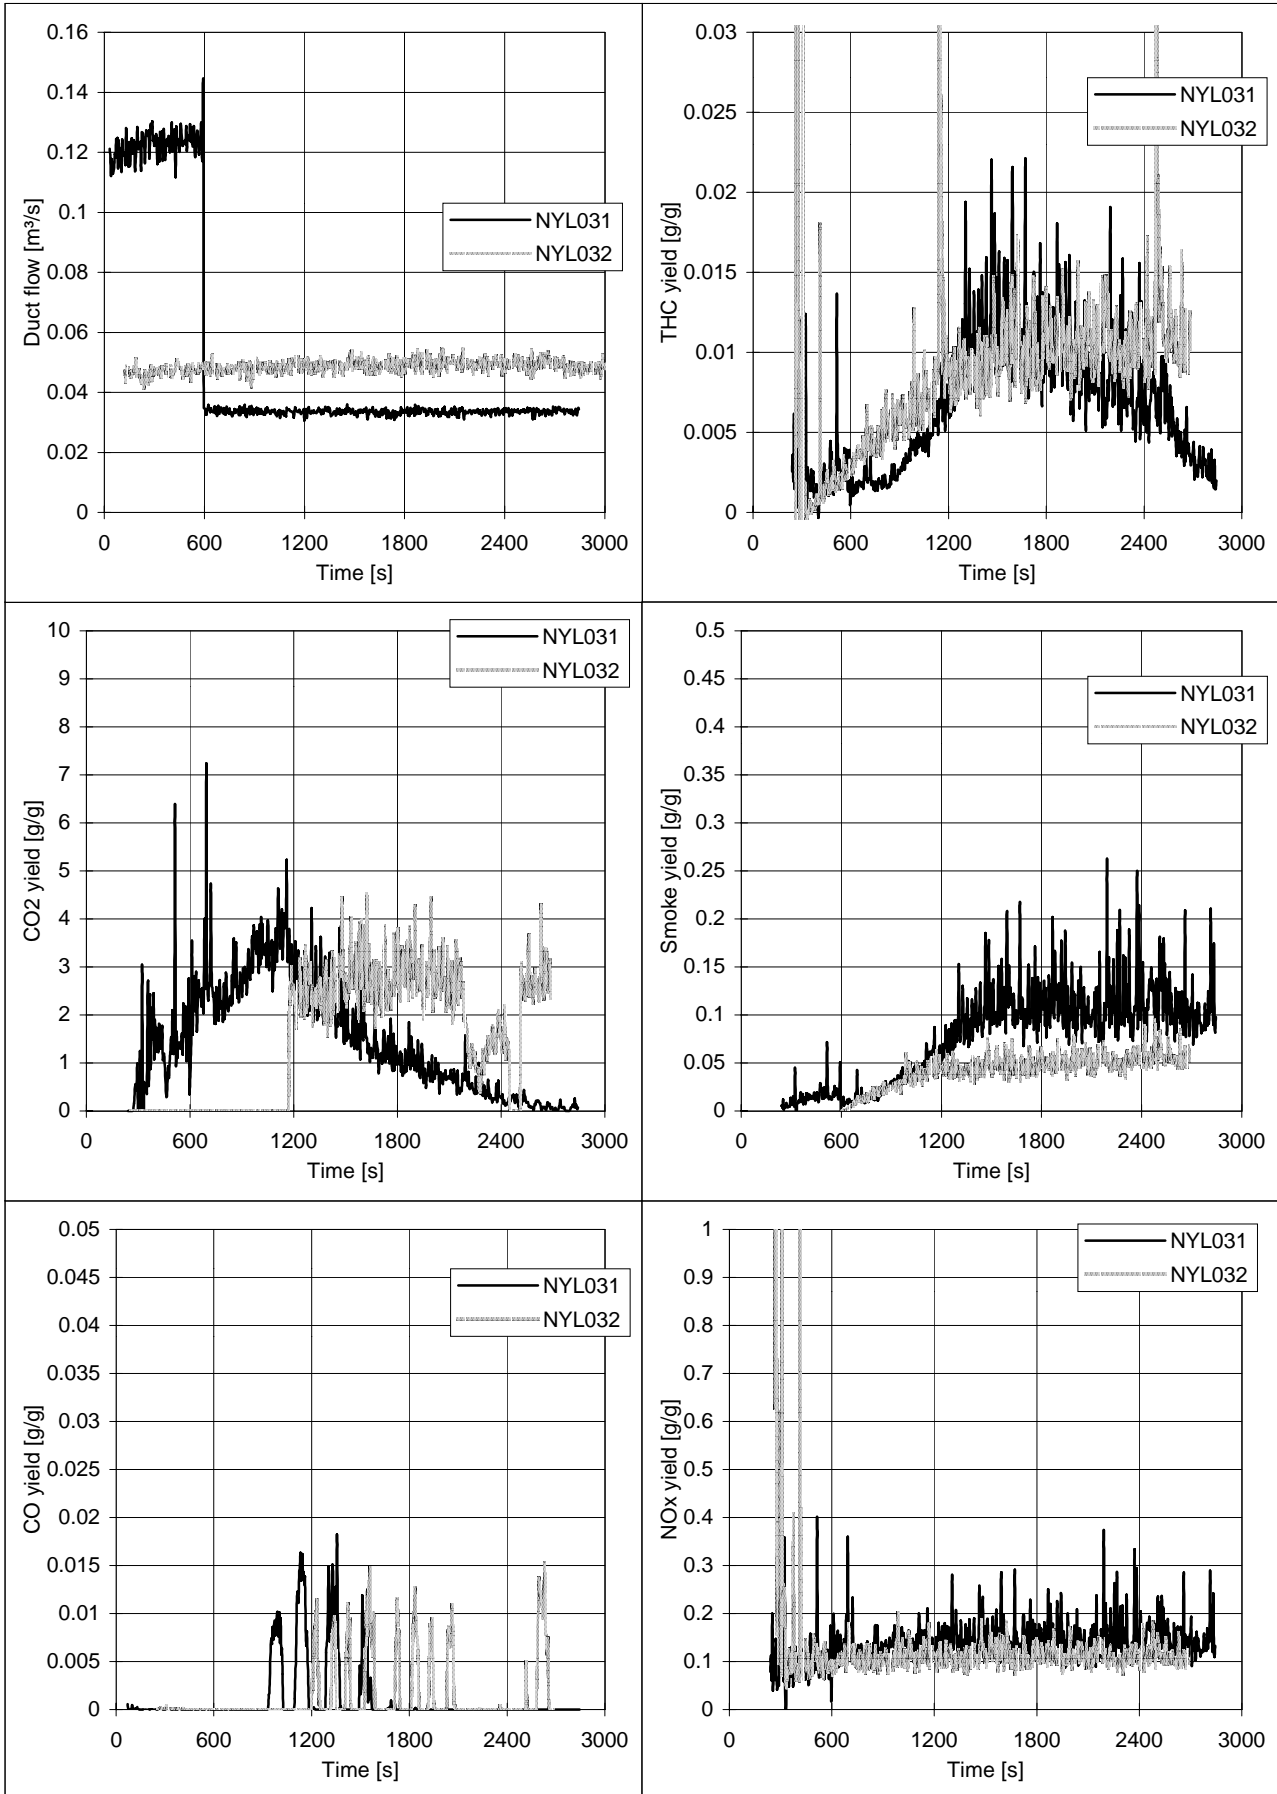 0.16
0.14
0.12
0.1
0.08
0.06
0.04
0.02
0
Duct flow [m³/s]
NYL031
NYL032
0 600 1200 1800 2400 3000
Time [s]
0.03
0.025
0.02
0.015
0.01
0.005
0
THC yield [g/g]
NYL031
NYL032
0 600 1200 1800 2400 3000
Time [s]
10
9
8
7
6
5
4
3
2
1
0
CO2 yield [g/g]
NYL031
NYL032
0 600 1200 1800 2400 3000
Time [s]
0.5
0.45
0.4
0.35
0.3
0.25
0.2
0.15
0.1
0.05
0
Smoke yield [g/g]
NYL031
NYL032
0 600 1200 1800 2400 3000
Time [s]
0.05
0.045
0.04
0.035
0.03
0.025
0.02
0.015
0.01
0.005
0
CO yield [g/g]
NYL031
NYL032
0 600 1200 1800 2400 3000
Time [s]
1
0.9
0.8
0.7
0.6
0.5
0.4
0.3
0.2
0.1
0
NOx yield [g/g]
NYL031
NYL032
0 600 1200 1800 2400 3000
Time [s]